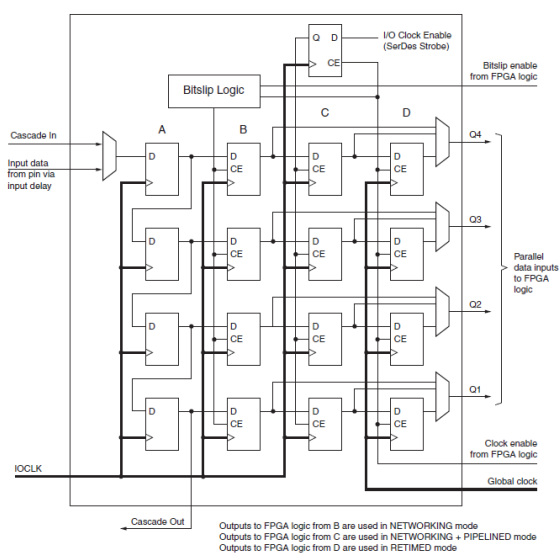 Q D
CE
I/O Clock Enable
(SerDes Strobe)
Bitslip enable
from FPGA logic
Bitslip Logic
A B C D
Cascade In
Input data
from pin via
input delay
D D D D Q4
CE CE CE
D D D D Q3
CE CE CE
Parallel
data inputs
to FPGA
logic
D D D D Q2
CE CE CE
D D D D Q1
CE CE CE
Clock enable
from FPGA logic
IOCLK
Global clock
Cascade Out
Outputs to FPGA logic from B are used in NETWORKING mode
Outputs to FPGA logic from C are used in NETWORKING + PIPELINED mode
Outputs to FPGA logic from D are used in RETIMED mode